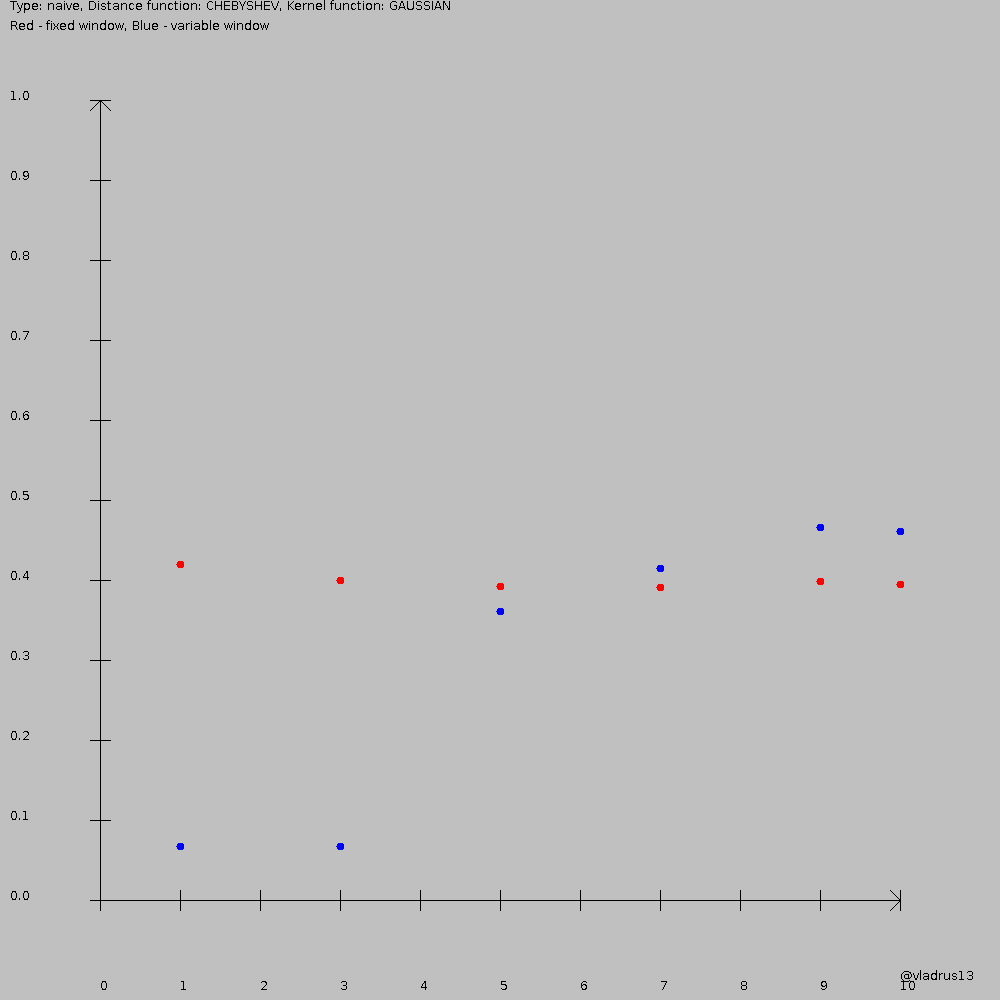 Type: naive, Distance function: CHEBYSHEV, Kernel function: GAUSSIAN
Red - fixed window, Blue - variable window
1.0
0.9
0.8
0.7
0.6
0.5
0.4
0.3
0.2
0.1
0.0
@vladrus13
0 1 2 3 4 5 6 7 8 9 10